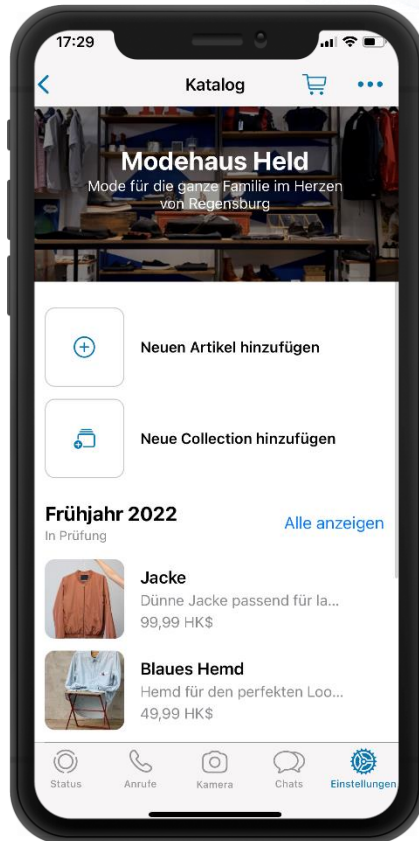 17:29
Katalog
Modehaus Held
Mode für die ganze Familie im Herzen
von Regensburg
Neuen Artikel hinzufügen
Neue Collection hinzufügen
Frühjahr 2022
Alle anzeigen
In Prüfung
Jacke
Dünne Jacke passend für la...
99,99 HK$
Blaues Hemd
Hemd für den perfekten Loo...
49,99 HK$
Status
Anrufe
Kamera
Chats
Einstellungen